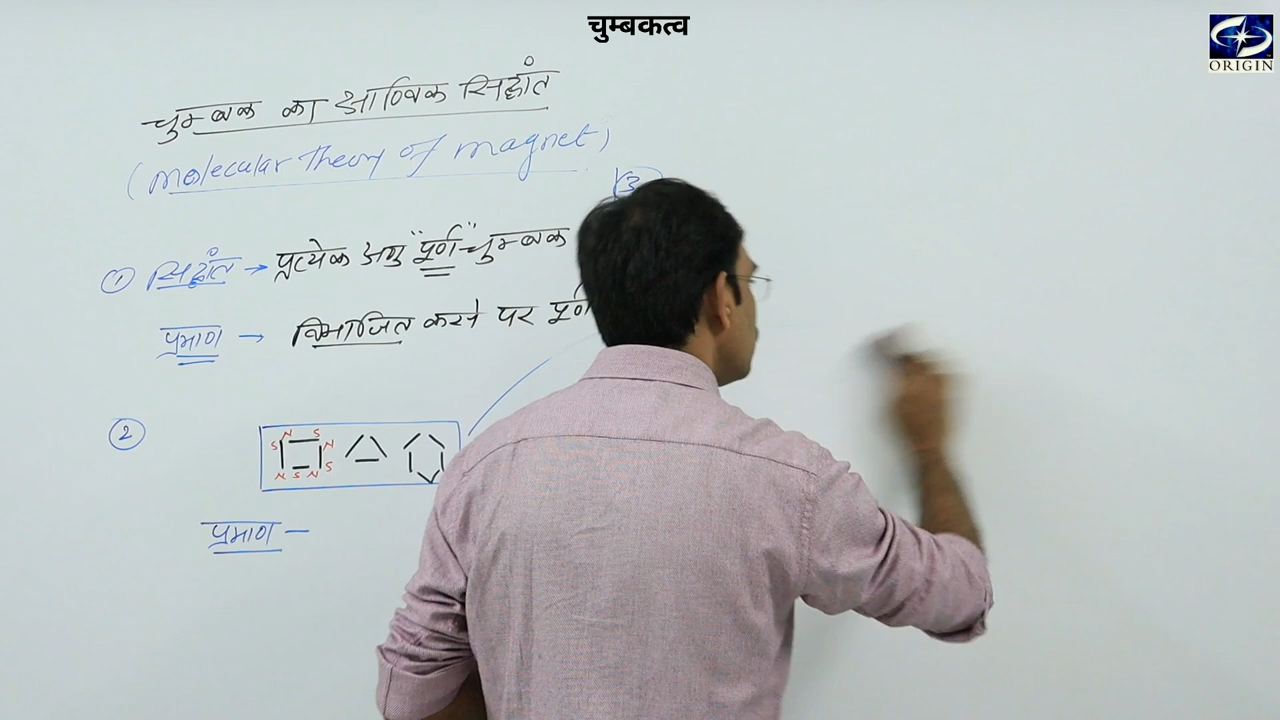 चुम्बकत्व
ORIGIN
चुम्बक का आण्विक सिद्धांत
(molecular Theory of magnet)
(3)
① सिद्धांत → प्रत्येक अणु "पूर्ण" चुम्बक
प्रमाण → विभाजित करने पर पूर्ण
②
N S
S N
N S N S
प्रमाण –